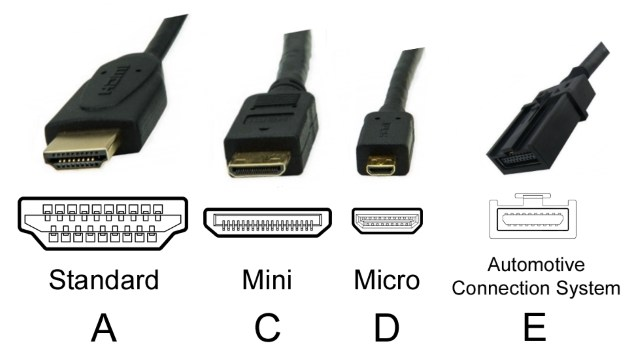 Standard
Mini
Micro
Automotive
Connection System
A
C
D
E